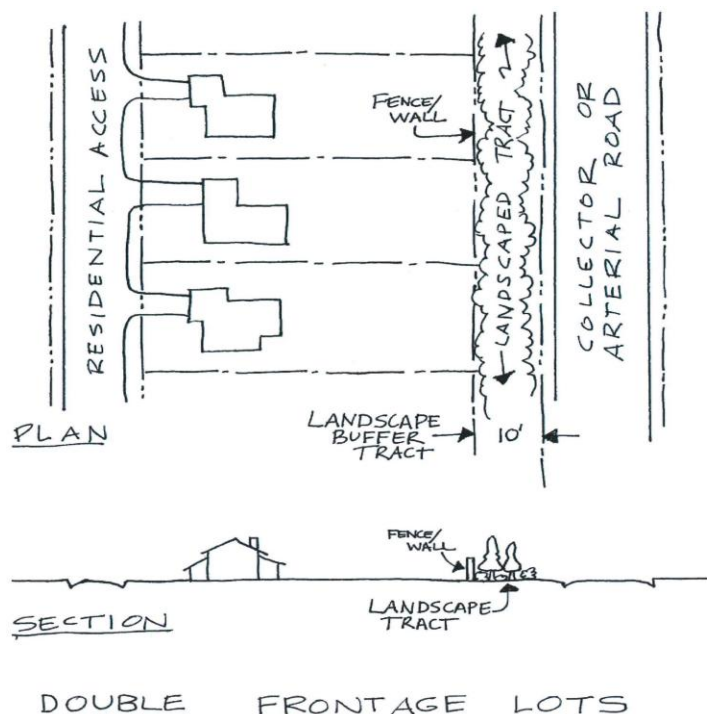 RESIDENTIAL ACCESS
FENCE/
WALL
LANDSCAPED TRACT
COLLECTOR OR
ARTERIAL ROAD
PLAN
LANDSCAPE
BUFFER
TRACT
10'
FENCE/
WALL
LANDSCAPE
TRACT
SECTION
DOUBLE FRONTAGE LOTS